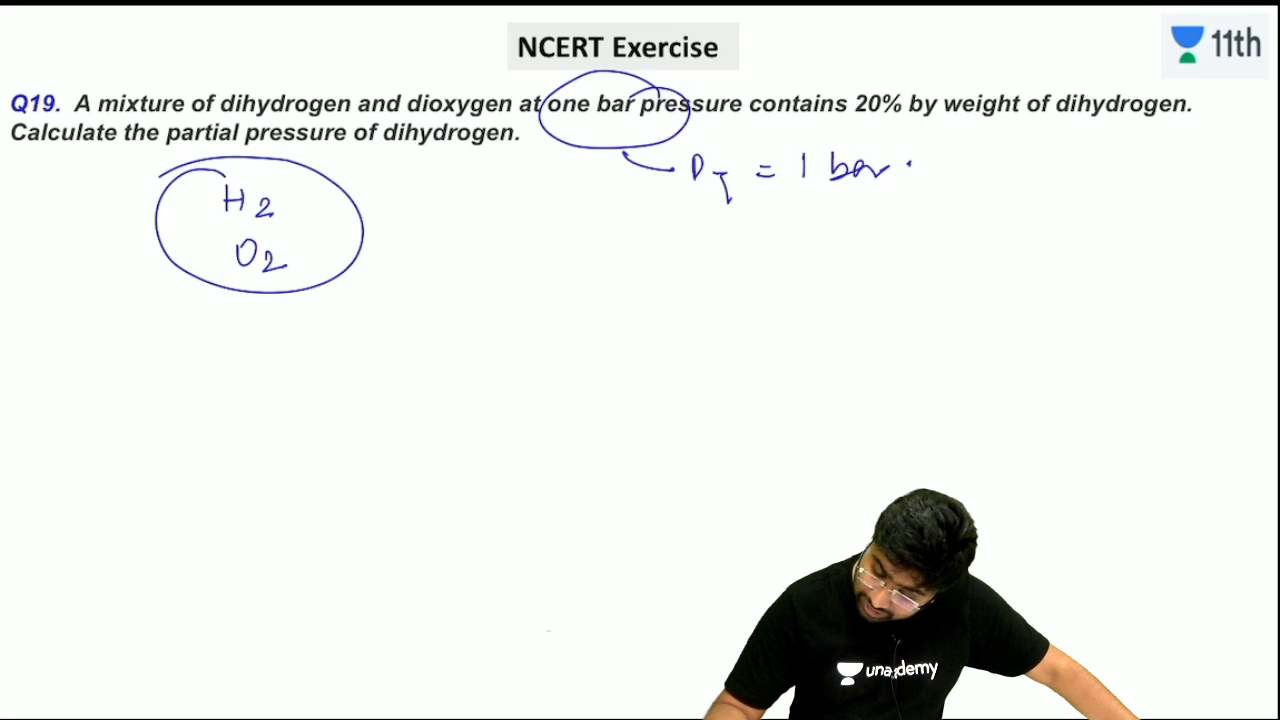 NCERT Exercise
11th
Q19. A mixture of dihydrogen and dioxygen at one bar pressure contains 20% by weight of dihydrogen.
Calculate the partial pressure of dihydrogen.
P_T = 1 bar.
H2
O2
unacademy